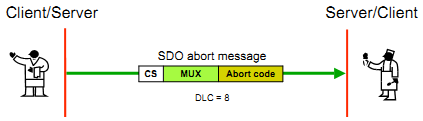 Client/Server
Server/Client
SDO abort message
CS MUX Abort code
DLC = 8